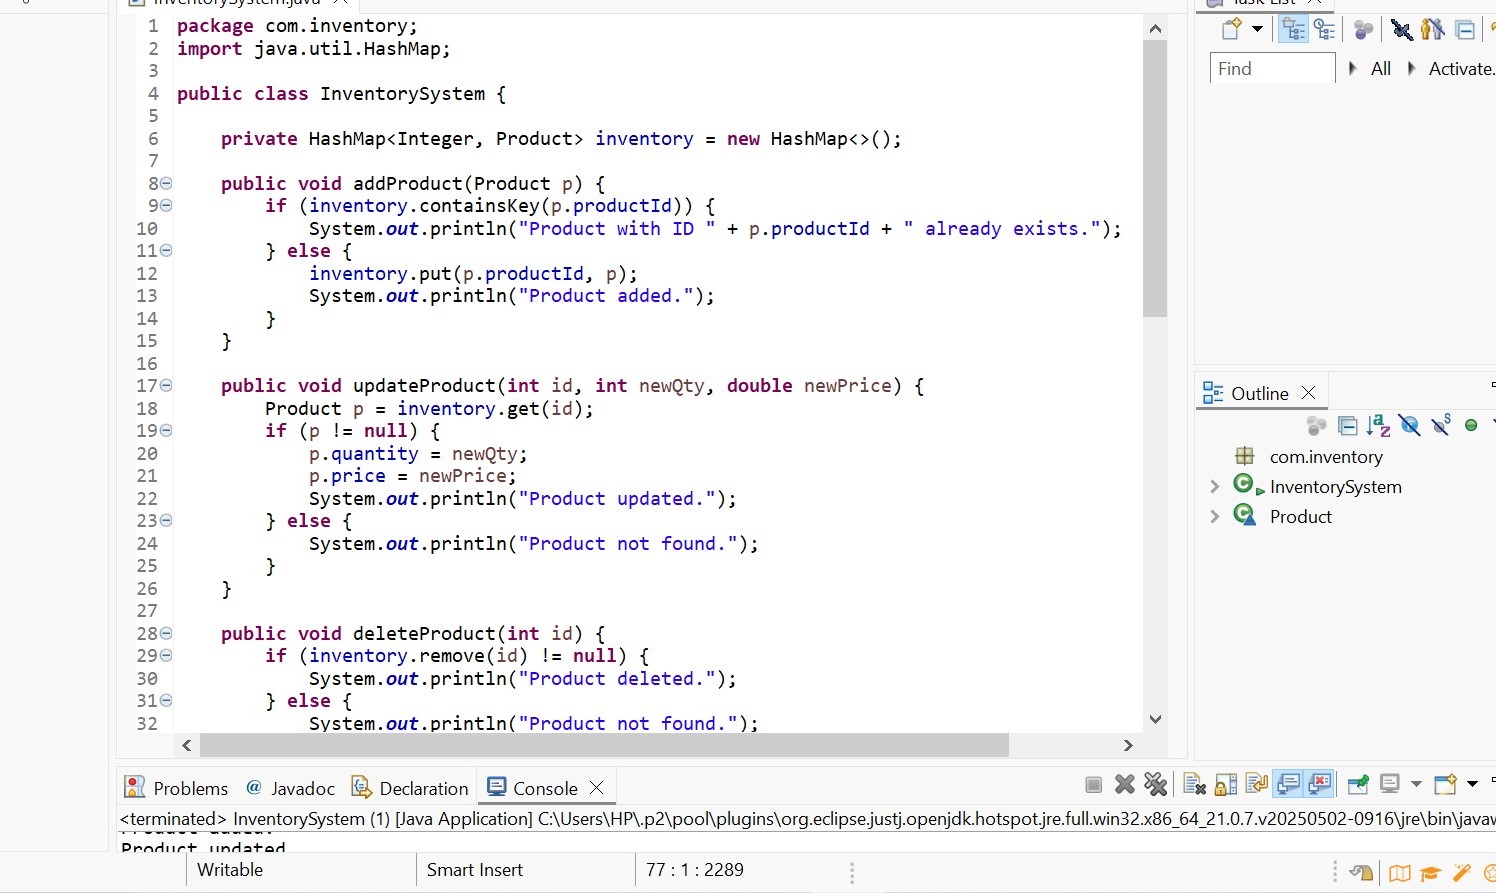 InventorySystem.java
1 package com.inventory;
2 import java.util.HashMap;
3
4 public class InventorySystem {
5
6 private HashMap<Integer, Product> inventory = new HashMap<>();
7
8 public void addProduct(Product p) {
9 if (inventory.containsKey(p.productId)) {
10 System.out.println("Product with ID " + p.productId + " already exists.");
11 } else {
12 inventory.put(p.productId, p);
13 System.out.println("Product added.");
14 }
15 }
16
17 public void updateProduct(int id, int newQty, double newPrice) {
18 Product p = inventory.get(id);
19 if (p != null) {
20 p.quantity = newQty;
21 p.price = newPrice;
22 System.out.println("Product updated.");
23 } else {
24 System.out.println("Product not found.");
25 }
26 }
27
28 public void deleteProduct(int id) {
29 if (inventory.remove(id) != null) {
30 System.out.println("Product deleted.");
31 } else {
32 System.out.println("Product not found.");
Task List
Find
All
Activate.
Outline
com.inventory
InventorySystem
Product
Problems @ Javadoc Declaration Console
<terminated> InventorySystem (1) [Java Application] C:\Users\HP\.p2\pool\plugins\org.eclipse.justj.openjdk.hotspot.jre.full.win32.x86_64_21.0.7.v20250502-0916\jre\bin\javaw
Product added.
Product updated
Writable Smart Insert 77 : 1 : 2289